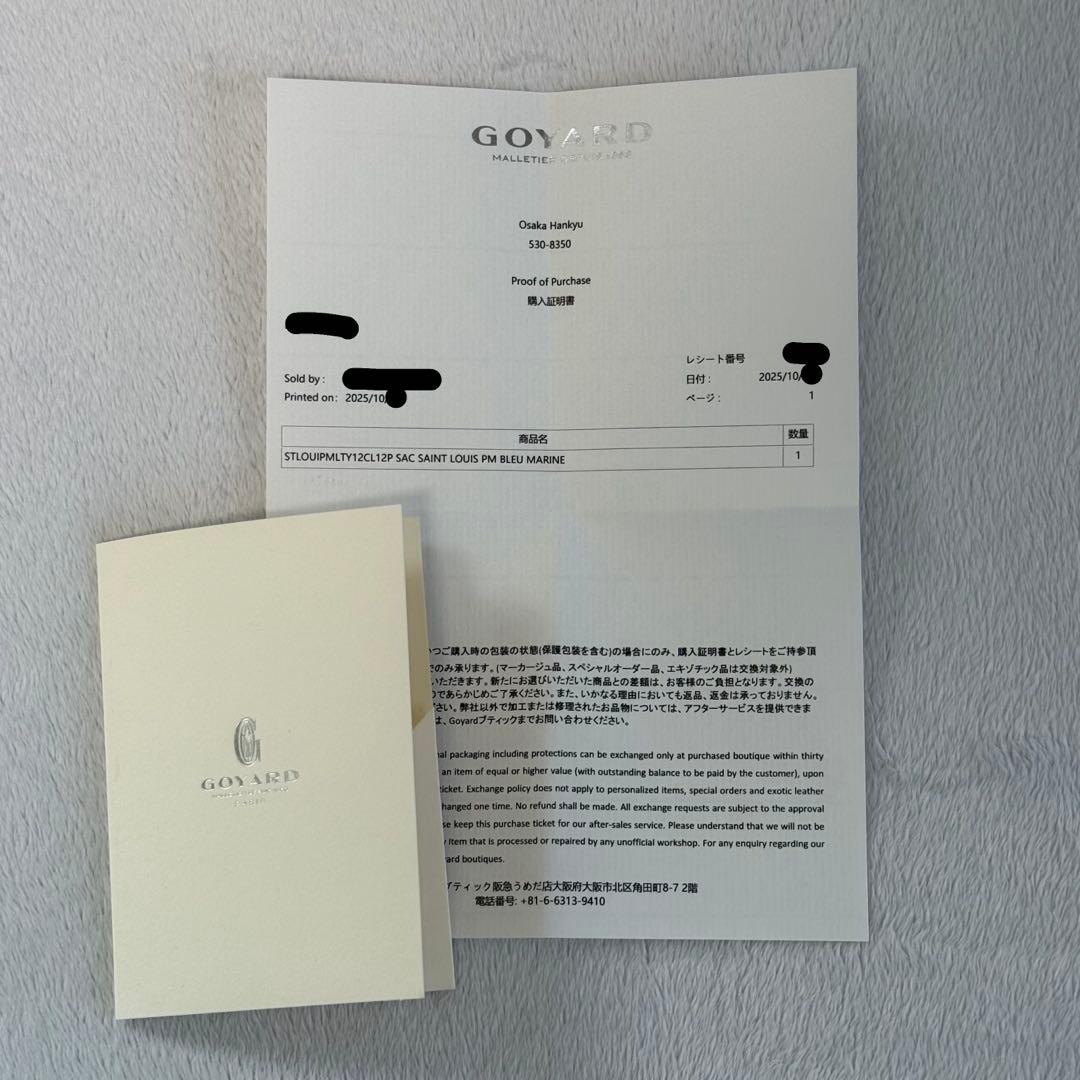 GOYARD
MALLETIER DEPUIS
Osaka Hankyu
530-8350
Proof of Purchase
購入証明書
レシート番号
Sold by :
日付 : 2025/10/
Printed on: 2025/10/
ページ : 1
商品名 数量
STLOUIPMLTY12CL12P SAC SAINT LOUIS PM BLEU MARINE 1
つご購入時の包装の状態(保護包装を含む)の場合にのみ、購入証明書とレシートをご持参頂
でのみ承ります。(マーカージュ品、スペシャルオーダー品、エキゾチック品は交換対象外)
いただきます。新たにお選びいただいた商品との差額は、お客様のご負担となります。交換の
のであらかじめご了承ください。また、いかなる理由においても返品、返金は承っておりません。
さい。弊社以外で加工または修理されたお品物については、アフターサービスを提供できま
は、Goyardブティックまでお問い合わせください。
packaging including protections can be exchanged only at purchased boutique within thirty
an item of equal or higher value (with outstanding balance to be paid by the customer), upon
ticket. Exchange policy does not apply to personalized items, special orders and exotic leather
hanged one time. No refund shall be made. All exchange requests are subject to the approval
se keep this purchase ticket for our after-sales service. Please understand that we will not be
item that is processed or repaired by any unofficial workshop. For any enquiry regarding our
ard boutiques.
ブティック阪急うめだ店大阪府大阪市北区角田町8-7 2階
電話番号: +81-6-6313-9410
GOYARD
PARIS